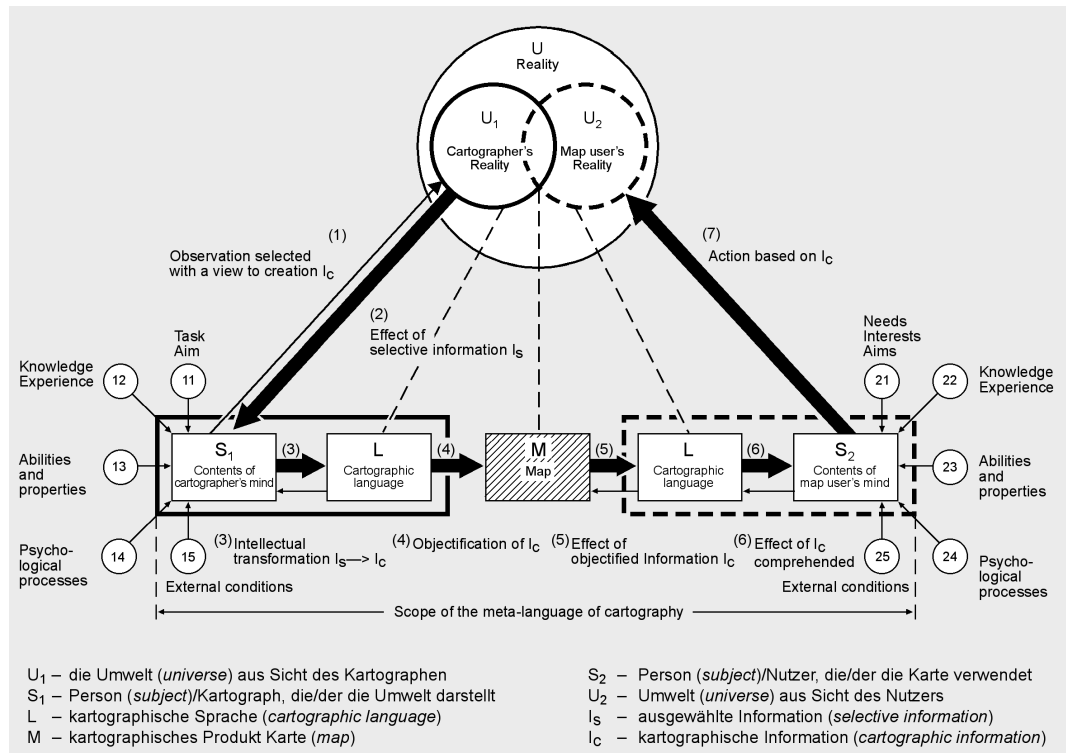 U
Reality
U1
Cartographer's
Reality
U2
Map user's
Reality
(1)
Observation selected
with a view to creation Ic
(7)
Action based on Ic
(2)
Effect of
selective information Is
Task
Aim
Knowledge
Experience
12
11
Needs
Interests
Aims
21
22
Knowledge
Experience
Abilities
and
properties
13
S1
Contents of
cartographer's mind
(3)
L
Cartographic
language
(4)
M
Map
(5)
L
Cartographic
language
(6)
S2
Contents of
map user's mind
23
Abilities
and
properties
Psycho-
logical
processes
14
15
External conditions
(3) Intellectual
transformation Is—> Ic
(4) Objectification of Ic
(5) Effect of
objectified Information Ic
(6) Effect of Ic
comprehended
25
External conditions
24
Psycho-
logical
processes
Scope of the meta-language of cartography
U1 – die Umwelt (universe) aus Sicht des Kartographen
S1 – Person (subject)/Kartograph, die/der die Umwelt darstellt
L – kartographische Sprache (cartographic language)
M – kartographisches Produkt Karte (map)
S2 – Person (subject)/Nutzer, die/der die Karte verwendet
U2 – Umwelt (universe) aus Sicht des Nutzers
Is – ausgewählte Information (selective information)
Ic – kartographische Information (cartographic information)